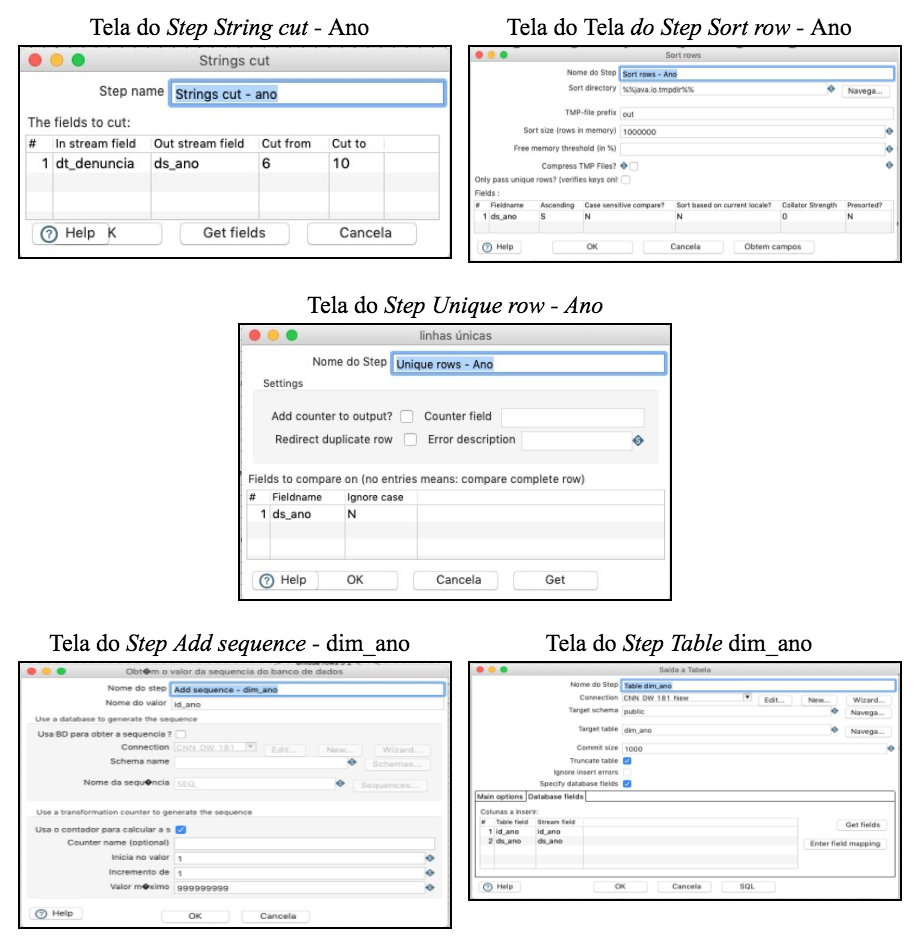 Tela do Step String cut - Ano
Strings cut
Step name Strings cut - ano
The fields to cut:
# In stream field Out stream field Cut from Cut to
1 dt_denuncia ds_ano 6 10
Help K Get fields Cancela
Tela do Tela do Step Sort row - Ano
Sort rows
Nome do Step Sort rows - Ano
Sort directory %%java.io.tmpdir%% Navega...
TMP-file prefix out
Sort size (rows in memory) 1000000
Free memory threshold (in %)
Compress TMP Files?
Only pass unique rows? (verifies keys onl
Fields :
# Fieldname Ascending Case sensitive compare? Sort based on current locale? Collator Strength Presorted?
1 ds_ano S N N 0 N
Help OK Cancela Obtem campos
Tela do Step Unique row - Ano
linhas únicas
Nome do Step Unique rows - Ano
Settings
Add counter to output? Counter field
Redirect duplicate row Error description
Fields to compare on (no entries means: compare complete row)
# Fieldname Ignore case
1 ds_ano N
Help OK Cancela Get
Tela do Step Add sequence - dim_ano
Obt�m o valor da sequencia do banco de dados
Nome do step Add sequence - dim_ano
Nome do valor id_ano
Use a database to generate the sequence
Usa BD para obter a sequencia ?
Connection CNN_DW_181 Edit... New... Wizard...
Schema name Schemas...
Nome da sequ�ncia SEQ_ Sequences...
Use a transformation counter to generate the sequence
Usa o contador para calcular a s
Counter name (optional)
Inicia no valor 1
Incremento de 1
Valor m�ximo 999999999
Help OK Cancela
Tela do Step Table dim_ano
Saída a Tabela
Nome do Step Table dim_ano
Connection CNN_DW_181_New Edit... New... Wizard...
Target schema public Navega...
Target table dim_ano Navega...
Commit size 1000
Truncate table
Ignore insert errors
Specify database fields
Main options Database fields
Colunas a inserir:
# Table field Stream field
1 id_ano id_ano
2 ds_ano ds_ano
Get fields
Enter field mapping
Help OK Cancela SQL